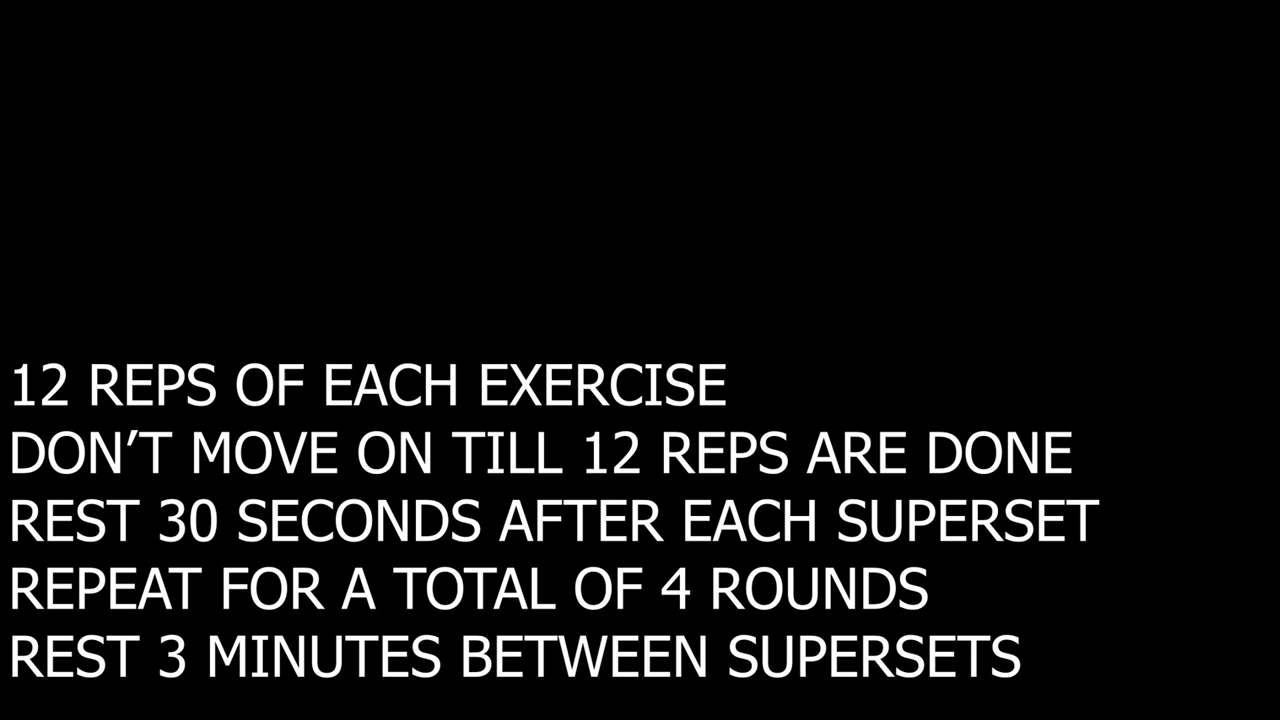 12 REPS OF EACH EXERCISE
DON’T MOVE ON TILL 12 REPS ARE DONE
REST 30 SECONDS AFTER EACH SUPERSET
REPEAT FOR A TOTAL OF 4 ROUNDS
REST 3 MINUTES BETWEEN SUPERSETS